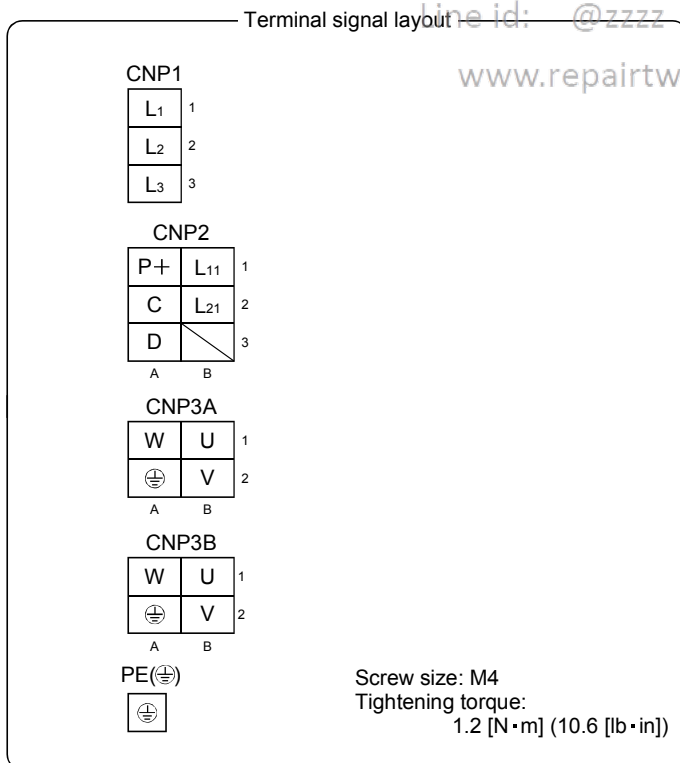 Terminal signal layout
Line id: @zzzz
www.repairtw
CNP1
L1 1
L2 2
L3 3
CNP2
P+ L11 1
C L21 2
D 3
A B
CNP3A
W U 1
⏚ V 2
A B
CNP3B
W U 1
⏚ V 2
A B
PE(⏚)
⏚
Screw size: M4
Tightening torque:
1.2 [N▪m] (10.6 [lb▪in])